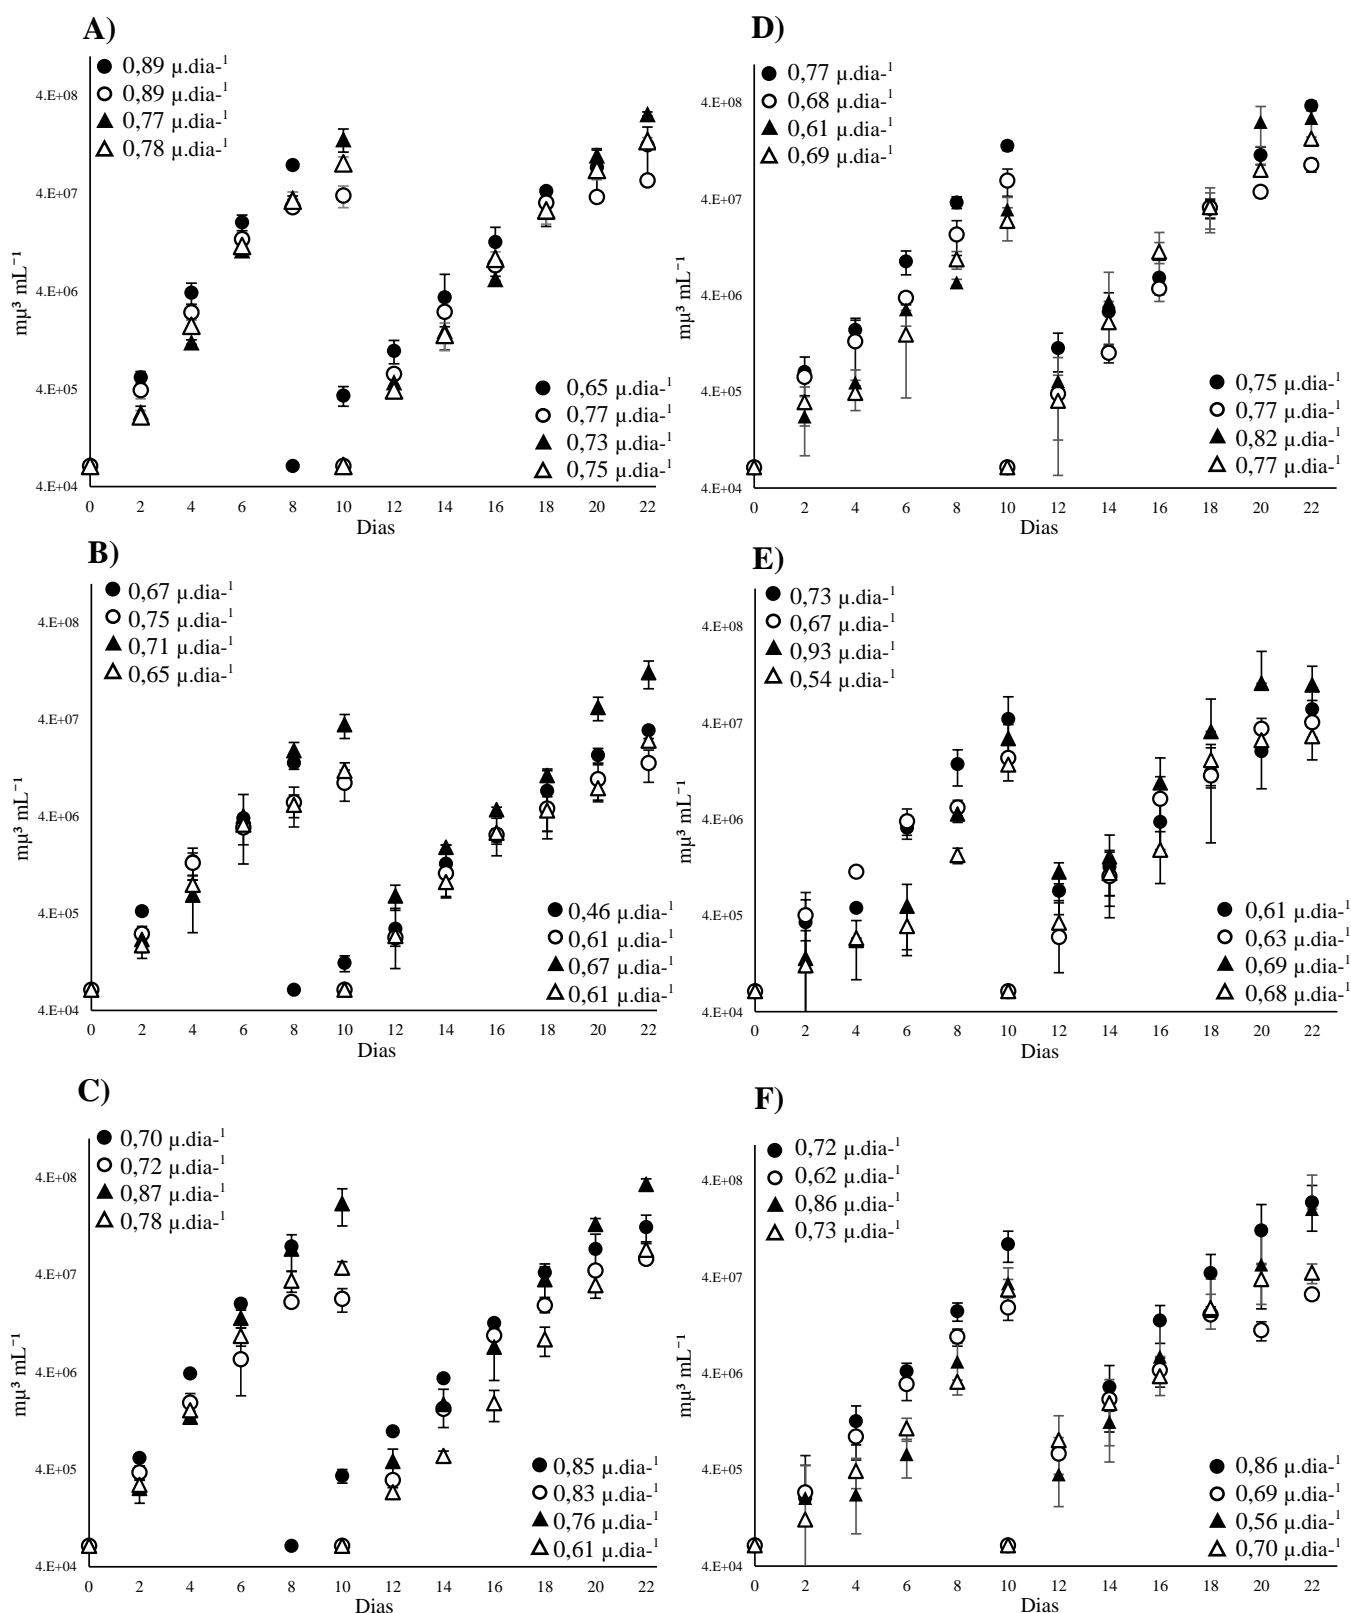 A)
0,89 µ.dia-¹
0,89 µ.dia-¹
0,77 µ.dia-¹
0,78 µ.dia-¹
4.E+08
4.E+07
4.E+06
4.E+05
4.E+04
mµ³ mL⁻¹
0,65 µ.dia-¹
0,77 µ.dia-¹
0,73 µ.dia-¹
0,75 µ.dia-¹
0 2 4 6 8 10 12 14 16 18 20 22
Dias
B)
0,67 µ.dia-¹
0,75 µ.dia-¹
0,71 µ.dia-¹
0,65 µ.dia-¹
4.E+08
4.E+07
4.E+06
4.E+05
4.E+04
mµ³ mL⁻¹
0,46 µ.dia-¹
0,61 µ.dia-¹
0,67 µ.dia-¹
0,61 µ.dia-¹
0 2 4 6 8 10 12 14 16 18 20 22
Dias
C)
0,70 µ.dia-¹
0,72 µ.dia-¹
0,87 µ.dia-¹
0,78 µ.dia-¹
4.E+08
4.E+07
4.E+06
4.E+05
4.E+04
mµ³ mL⁻¹
0,85 µ.dia-¹
0,83 µ.dia-¹
0,76 µ.dia-¹
0,61 µ.dia-¹
0 2 4 6 8 10 12 14 16 18 20 22
Dias
D)
0,77 µ.dia-¹
0,68 µ.dia-¹
0,61 µ.dia-¹
0,69 µ.dia-¹
4.E+08
4.E+07
4.E+06
4.E+05
4.E+04
mµ³ mL⁻¹
0,75 µ.dia-¹
0,77 µ.dia-¹
0,82 µ.dia-¹
0,77 µ.dia-¹
0 2 4 6 8 10 12 14 16 18 20 22
Dias
E)
0,73 µ.dia-¹
0,67 µ.dia-¹
0,93 µ.dia-¹
0,54 µ.dia-¹
4.E+08
4.E+07
4.E+06
4.E+05
4.E+04
mµ³ mL⁻¹
0,61 µ.dia-¹
0,63 µ.dia-¹
0,69 µ.dia-¹
0,68 µ.dia-¹
0 2 4 6 8 10 12 14 16 18 20 22
Dias
F)
0,72 µ.dia-¹
0,62 µ.dia-¹
0,86 µ.dia-¹
0,73 µ.dia-¹
4.E+08
4.E+07
4.E+06
4.E+05
4.E+04
mµ³ mL⁻¹
0,86 µ.dia-¹
0,69 µ.dia-¹
0,56 µ.dia-¹
0,70 µ.dia-¹
0 2 4 6 8 10 12 14 16 18 20 22
Dias